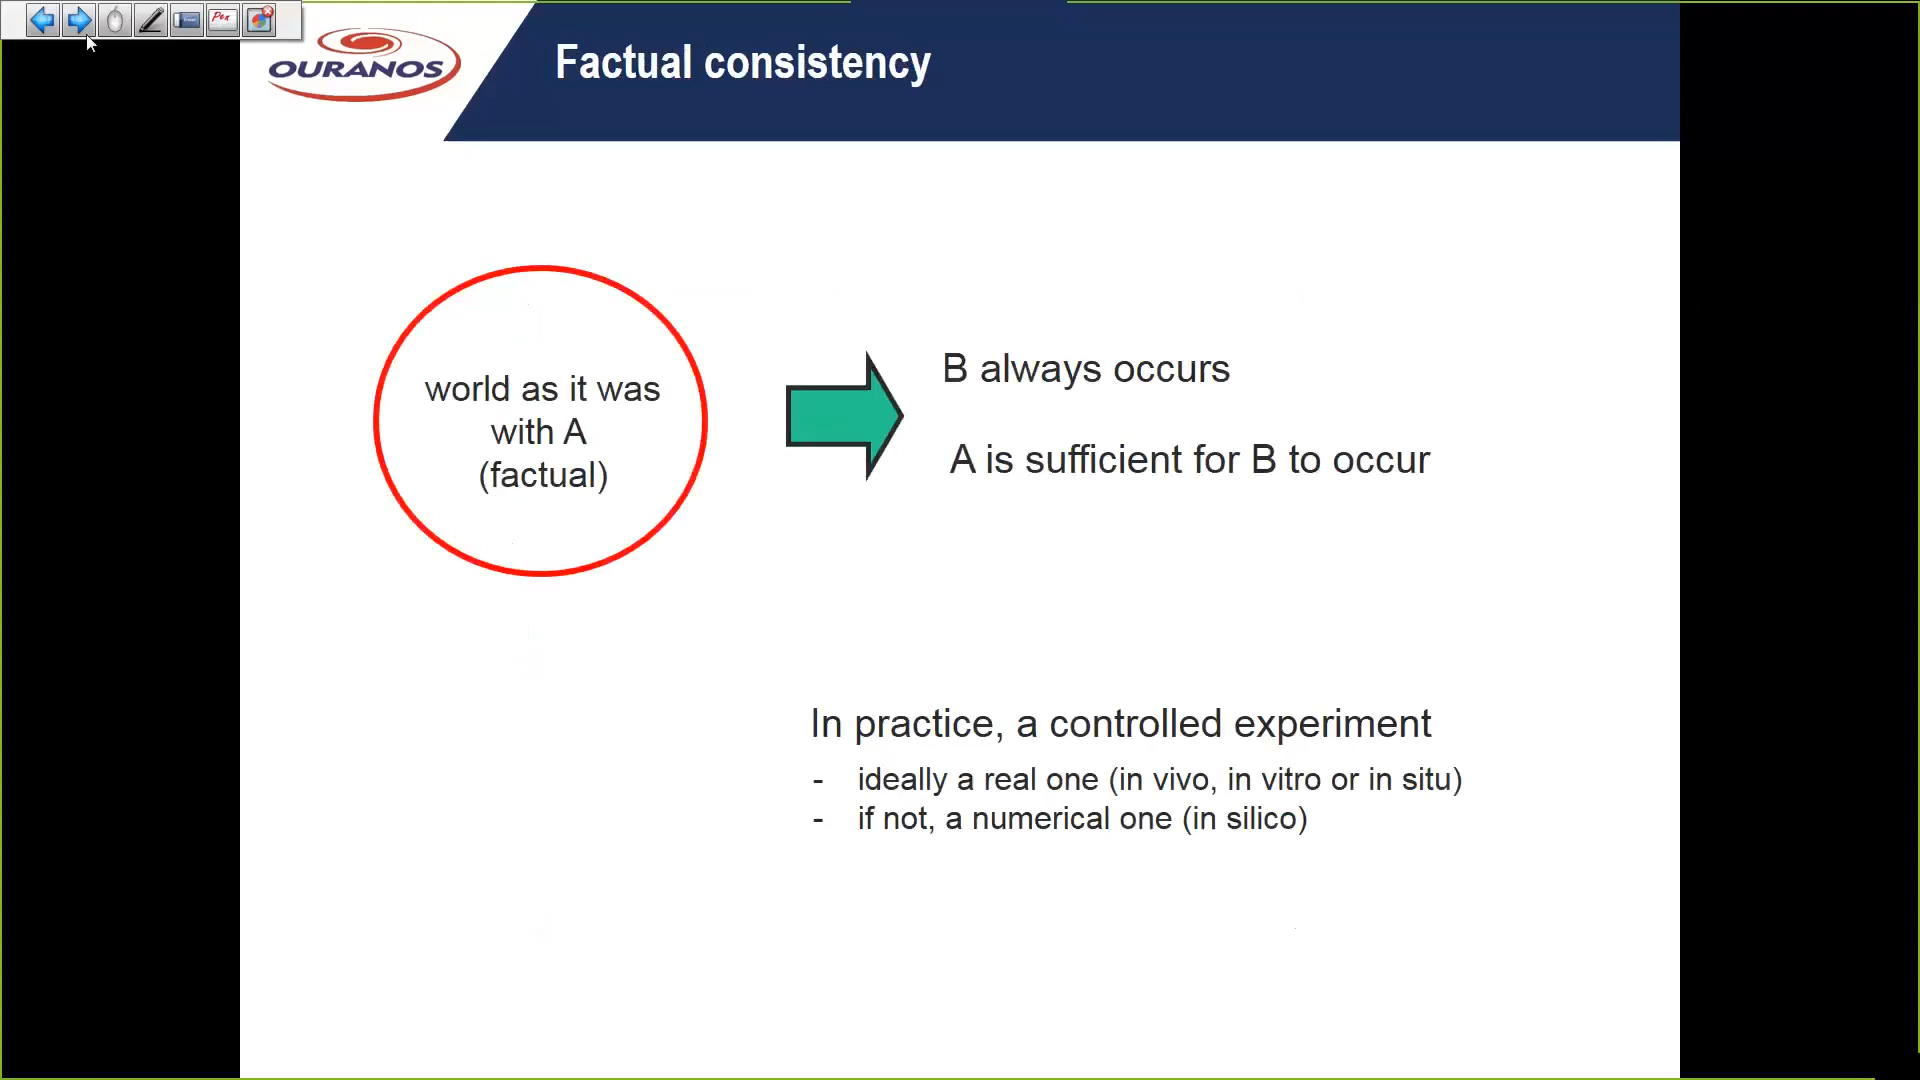 Pen
OURANOS
Factual consistency
world as it was
with A
(factual)
B always occurs
A is sufficient for B to occur
In practice, a controlled experiment
- ideally a real one (in vivo, in vitro or in situ)
- if not, a numerical one (in silico)